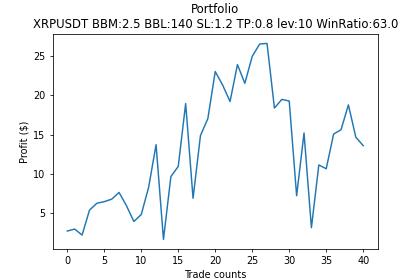 Portfolio
XRPUSDT BBM:2.5 BBL:140 SL:1.2 TP:0.8 lev:10 WinRatio:63.0
25
20
15
10
5
Profit ($)
0 5 10 15 20 25 30 35 40
Trade counts